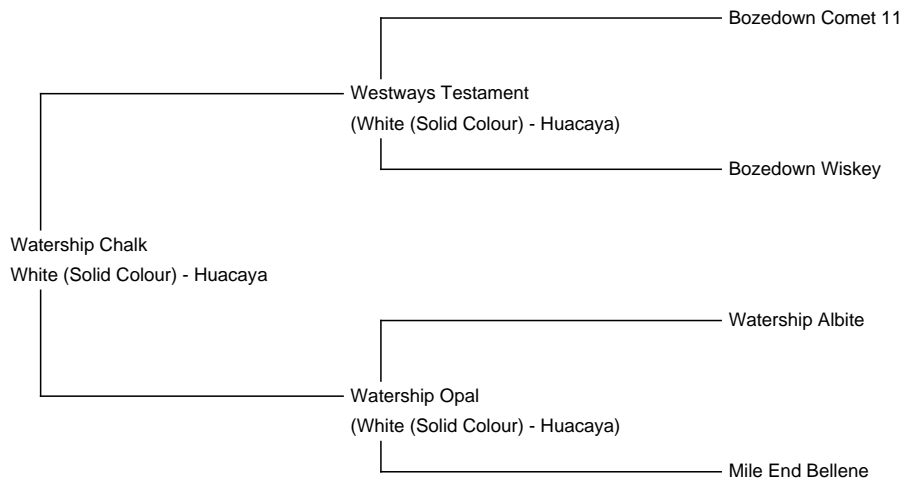 Bozedown Comet 11
Westways Testament
(White (Solid Colour) - Huacaya)
Bozedown Wiskey
Watership Chalk
White (Solid Colour) - Huacaya
Watership Albite
Watership Opal
(White (Solid Colour) - Huacaya)
Mile End Bellene